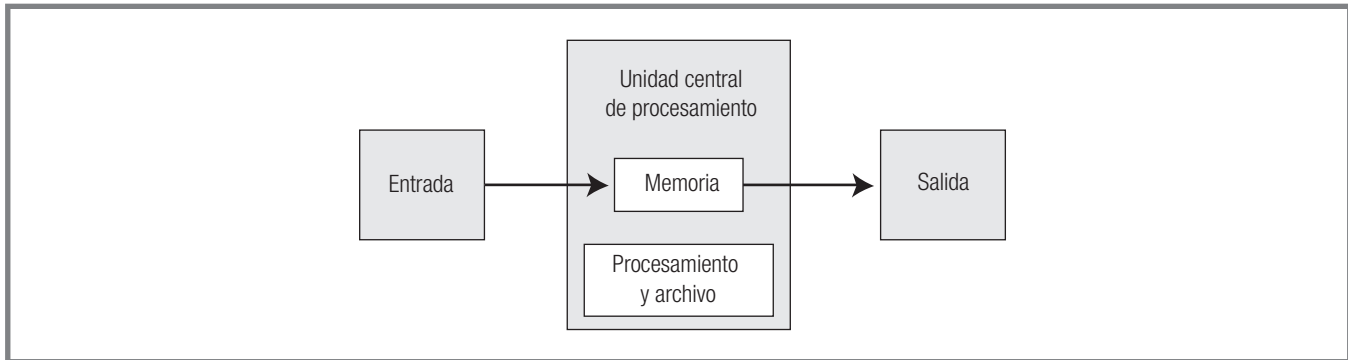 Unidad central
de procesamiento
Entrada
Memoria
Salida
Procesamiento
y archivo